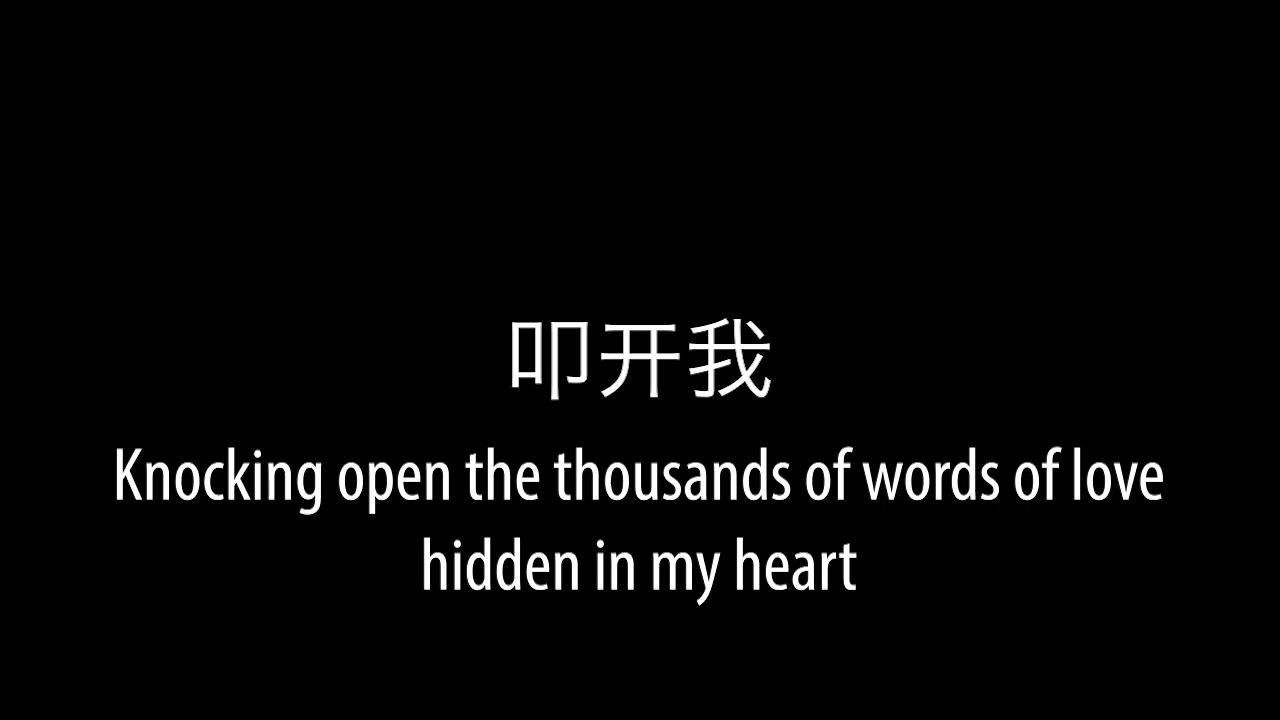 叩开我
Knocking open the thousands of words of love
hidden in my heart